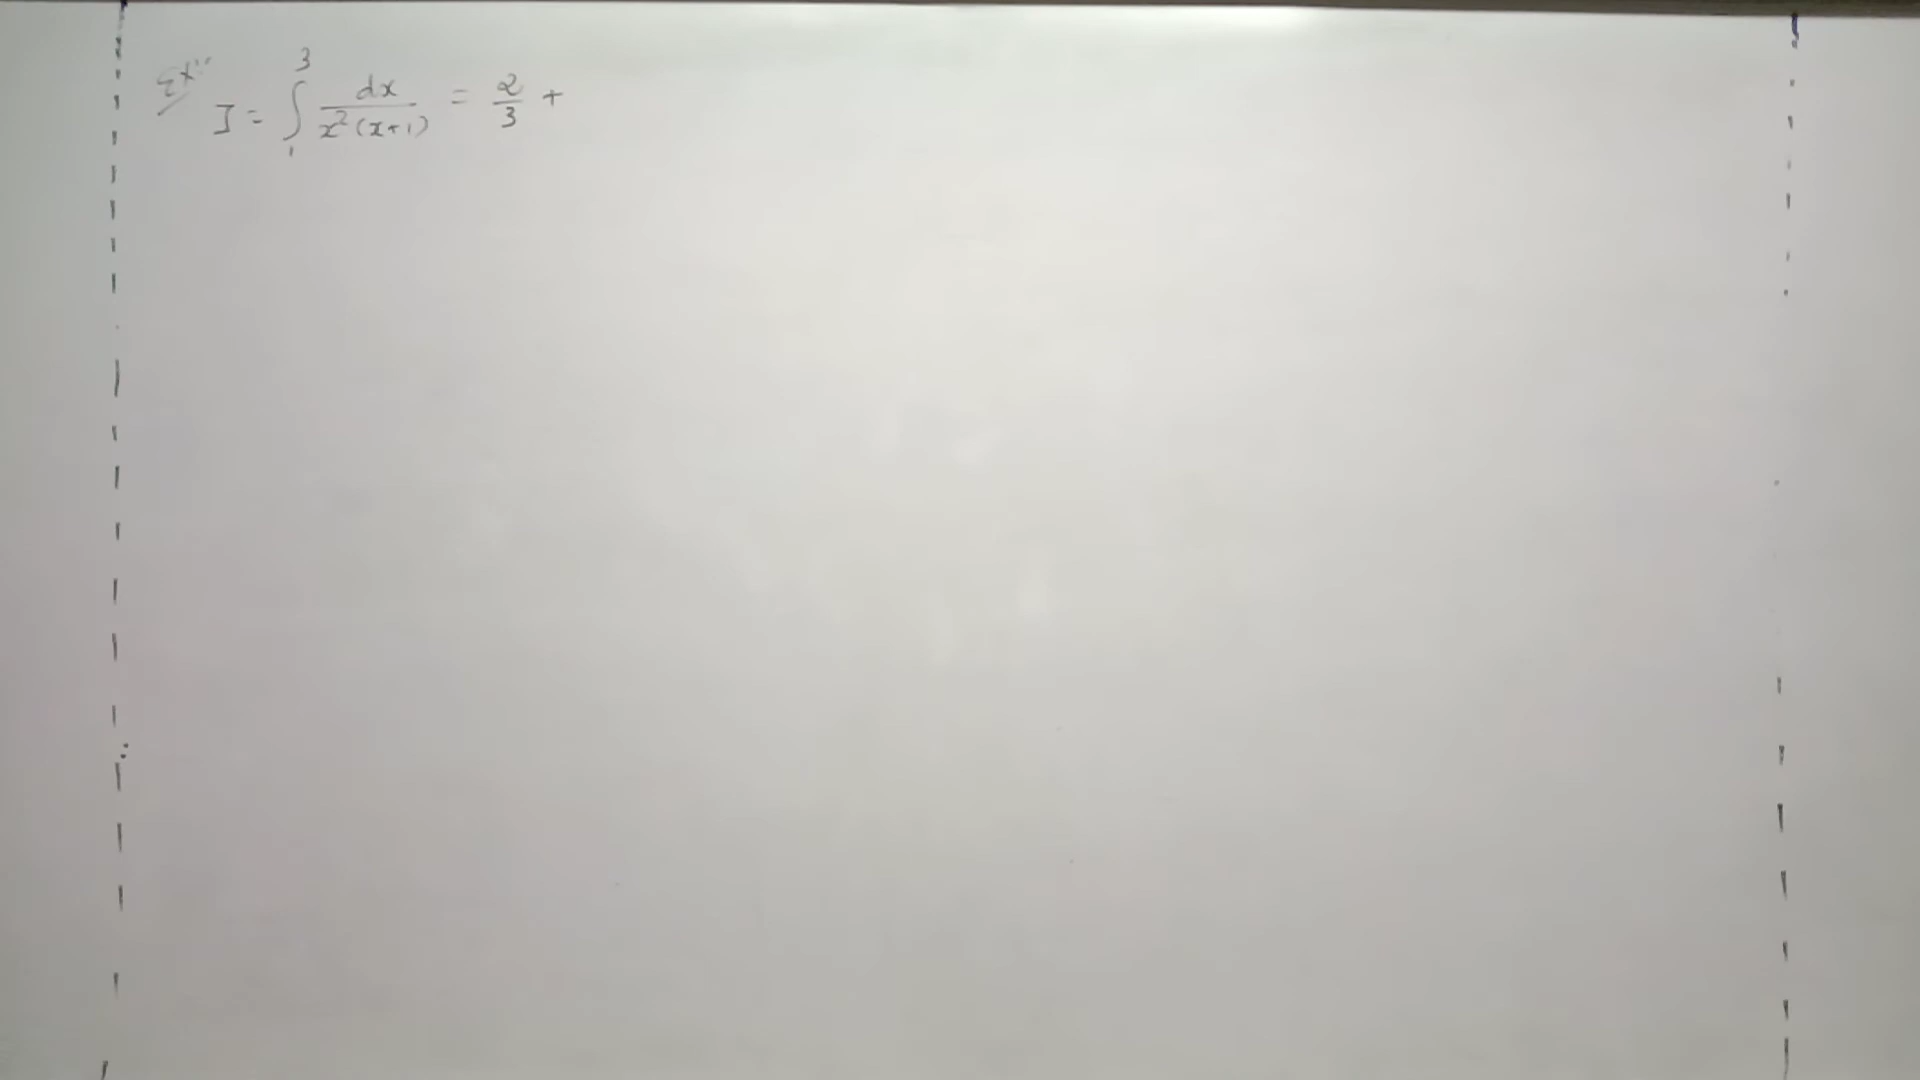 Ex:- I = ∫₁³ dx / x²(x+1) = 2/3 +